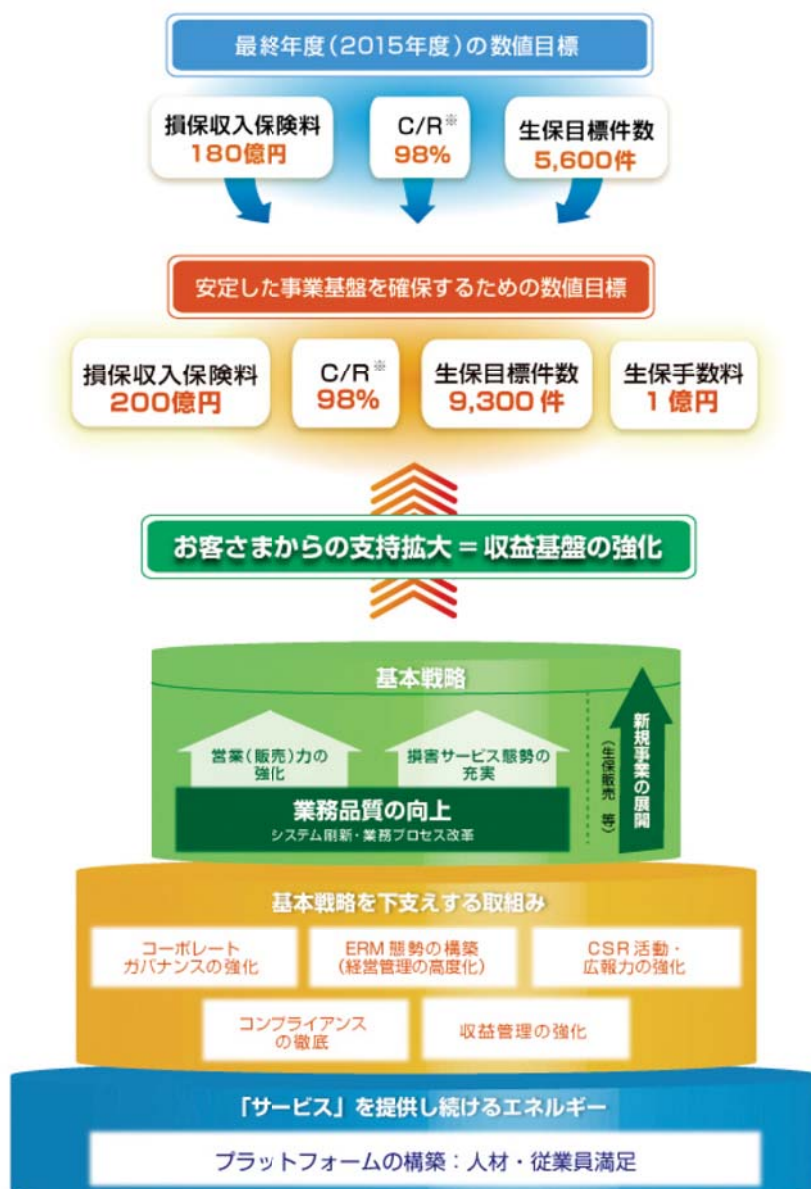 最終年度(2015年度)の数値目標
損保収入保険料
180億円
C/R※
98%
生保目標件数
5,600件
安定した事業基盤を確保するための数値目標
損保収入保険料
200億円
C/R※
98%
生保目標件数
9,300件
生保手数料
1億円
お客さまからの支持拡大=収益基盤の強化
基本戦略
営業(販売)力の
強化
損害サービス態勢の
充実
業務品質の向上
システム刷新・業務プロセス改革
新規事業の展開
(生保販売 等)
基本戦略を下支えする取組み
コーポレート
ガバナンスの強化
ERM態勢の構築
(経営管理の高度化)
CSR活動・
広報力の強化
コンプライアンス
の徹底
収益管理の強化
「サービス」を提供し続けるエネルギー
プラットフォームの構築:人材・従業員満足